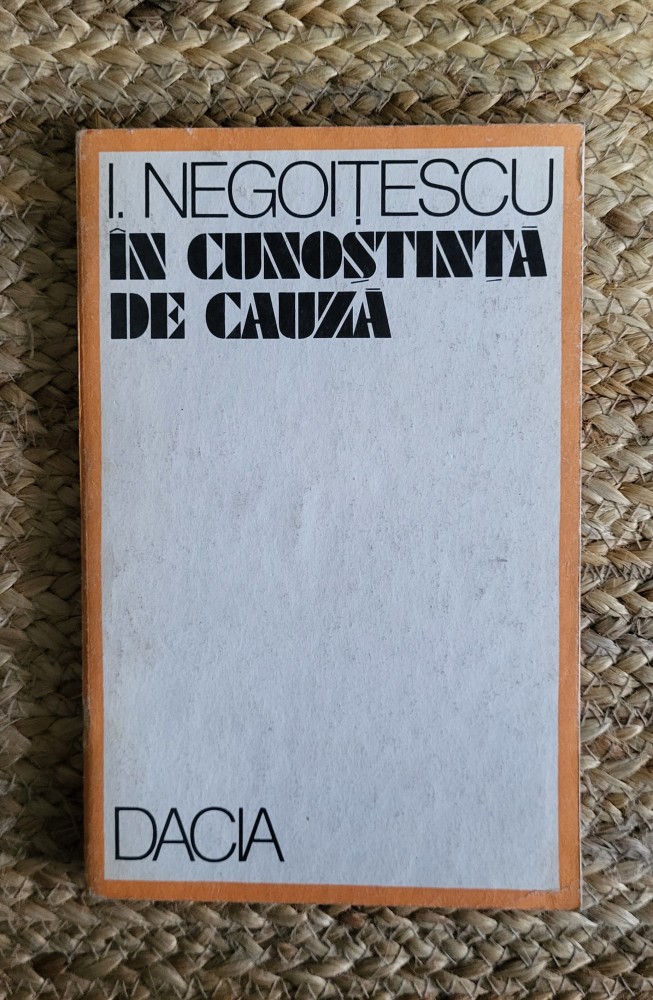 I. NEGOIȚESCU
ÎN CUNOȘTINȚĂ
DE CAUZĂ
DACIA